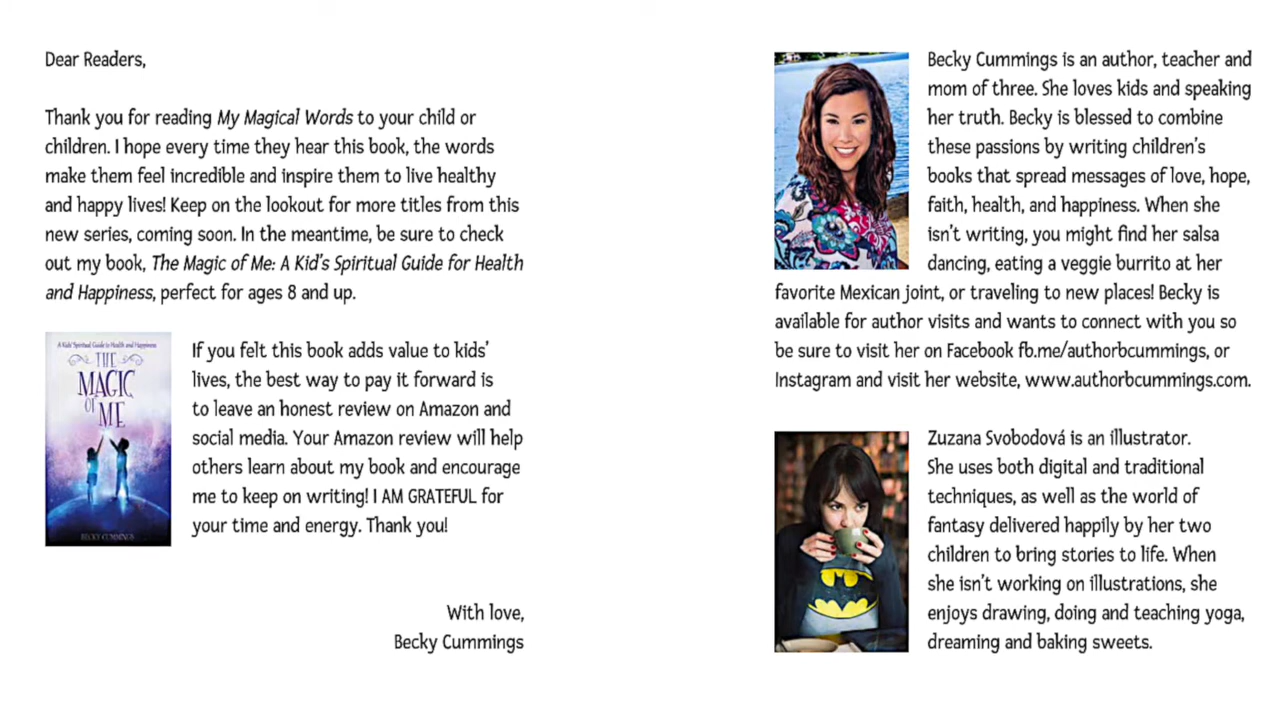 Dear Readers,
Thank you for reading My Magical Words to your child or
children. I hope every time they hear this book, the words
make them feel incredible and inspire them to live healthy
and happy lives! Keep on the lookout for more titles from this
new series, coming soon. In the meantime, be sure to check
out my book, The Magic of Me: A Kid's Spiritual Guide for Health
and Happiness, perfect for ages 8 and up.
A Kids' Spiritual Guide to Health and Happiness
THE
MAGIC
OF
ME
BECKY CUMMINGS
If you felt this book adds value to kids'
lives, the best way to pay it forward is
to leave an honest review on Amazon and
social media. Your Amazon review will help
others learn about my book and encourage
me to keep on writing! I AM GRATEFUL for
your time and energy. Thank you!
With love,
Becky Cummings
Becky Cummings is an author, teacher and
mom of three. She loves kids and speaking
her truth. Becky is blessed to combine
these passions by writing children's
books that spread messages of love, hope,
faith, health, and happiness. When she
isn't writing, you might find her salsa
dancing, eating a veggie burrito at her
favorite Mexican joint, or traveling to new places! Becky is
available for author visits and wants to connect with you so
be sure to visit her on Facebook fb.me/authorbcummings, or
Instagram and visit her website, www.authorbcummings.com.
Zuzana Svobodová is an illustrator.
She uses both digital and traditional
techniques, as well as the world of
fantasy delivered happily by her two
children to bring stories to life. When
she isn't working on illustrations, she
enjoys drawing, doing and teaching yoga,
dreaming and baking sweets.